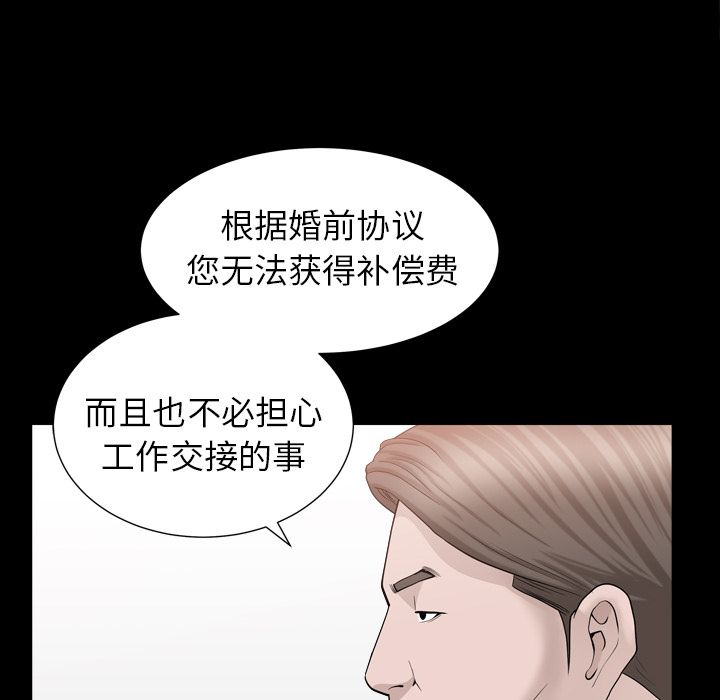 根据婚前协议
您无法获得补偿费
而且也不必担心
工作交接的事